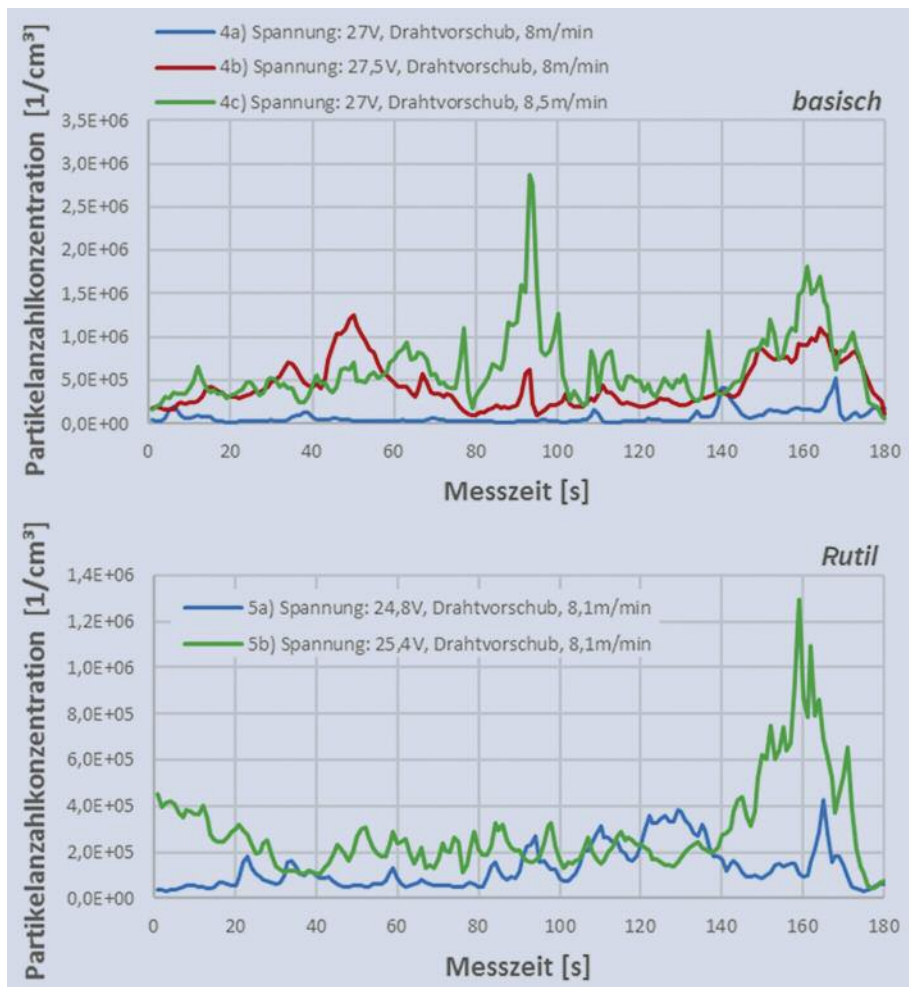 4a) Spannung: 27V, Drahtvorschub, 8m/min
4b) Spannung: 27,5V, Drahtvorschub, 8m/min
4c) Spannung: 27V, Drahtvorschub, 8,5m/min
basisch
Partikelanzahlkonzentration [1/cm³]
3,5E+06
3,0E+06
2,5E+06
2,0E+06
1,5E+06
1,0E+06
5,0E+05
0,0E+00
0 20 40 60 80 100 120 140 160 180
Messzeit [s]
Rutil
Partikelanzahlkonzentration [1/cm³]
1,4E+06
1,2E+06
1,0E+06
8,0E+05
6,0E+05
4,0E+05
2,0E+05
0,0E+00
5a) Spannung: 24,8V, Drahtvorschub, 8,1m/min
5b) Spannung: 25,4V, Drahtvorschub, 8,1m/min
0 20 40 60 80 100 120 140 160 180
Messzeit [s]